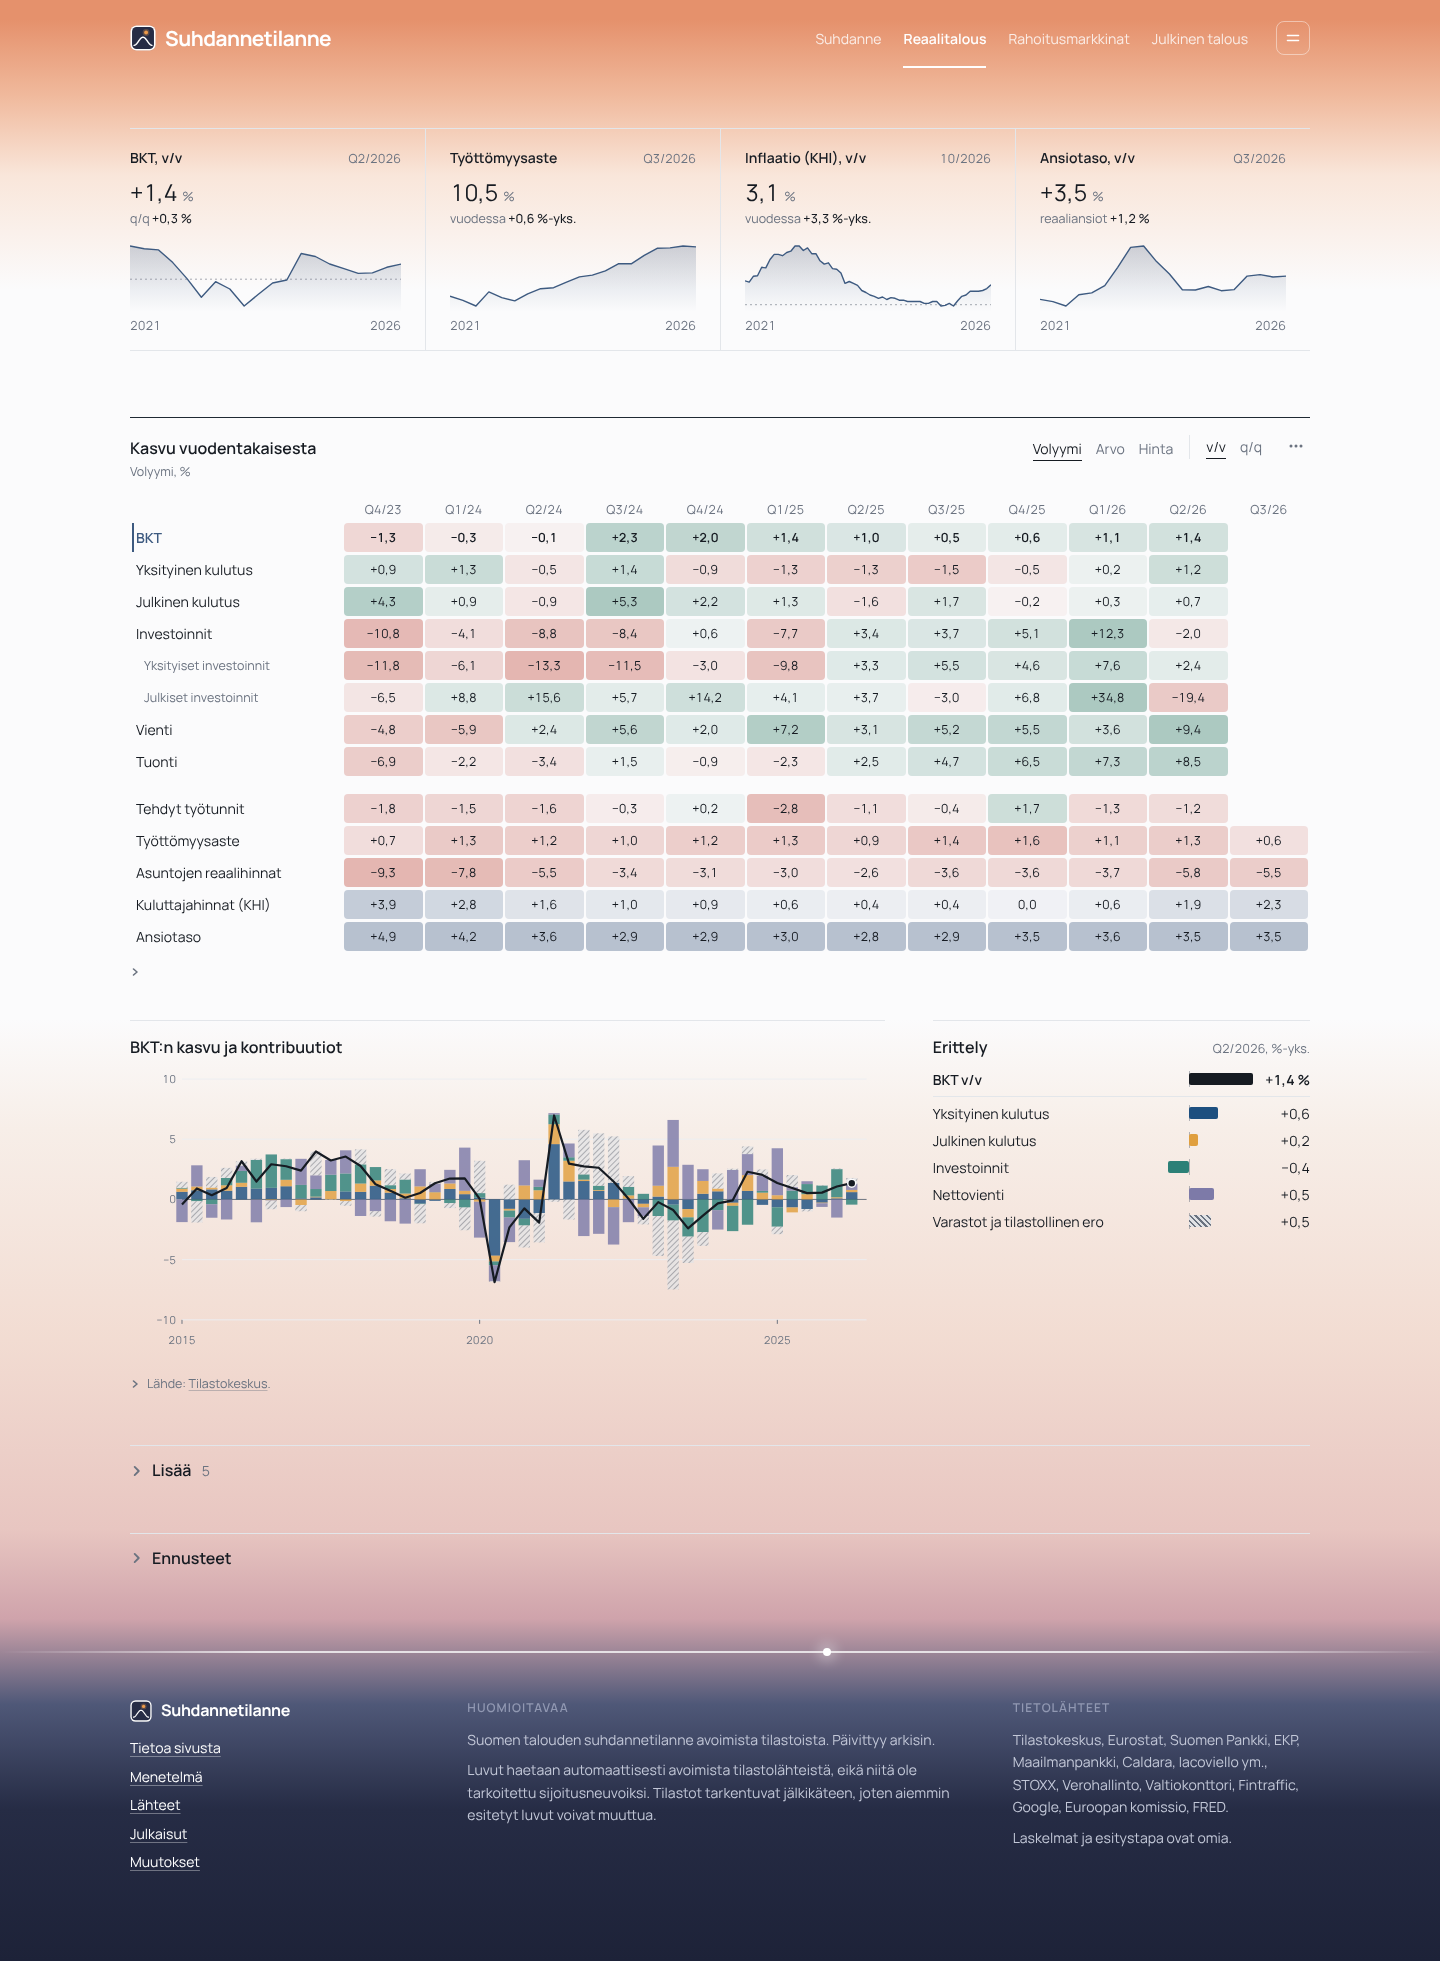 Suhdannetilanne
Suhdanne Reaalitalous Rahoitusmarkkinat Julkinen talous
BKT, v/v Q2/2026
+1,4 %
q/q +0,3 %
2021 2026
Työttömyysaste Q3/2026
10,5 %
vuodessa +0,6 %-yks.
2021 2026
Inflaatio (KHI), v/v 10/2026
3,1 %
vuodessa +3,3 %-yks.
2021 2026
Ansiotaso, v/v Q3/2026
+3,5 %
reaaliansiot +1,2 %
2021 2026
Kasvu vuodentakaisesta
Volyymi, %
Volyymi Arvo Hinta v/v q/q
Q4/23 Q1/24 Q2/24 Q3/24 Q4/24 Q1/25 Q2/25 Q3/25 Q4/25 Q1/26 Q2/26 Q3/26
BKT −1,3 −0,3 −0,1 +2,3 +2,0 +1,4 +1,0 +0,5 +0,6 +1,1 +1,4
Yksityinen kulutus +0,9 +1,3 −0,5 +1,4 −0,9 −1,3 −1,3 −1,5 −0,5 +0,2 +1,2
Julkinen kulutus +4,3 +0,9 −0,9 +5,3 +2,2 +1,3 −1,6 +1,7 −0,2 +0,3 +0,7
Investoinnit −10,8 −4,1 −8,8 −8,4 +0,6 −7,7 +3,4 +3,7 +5,1 +12,3 −2,0
Yksityiset investoinnit −11,8 −6,1 −13,3 −11,5 −3,0 −9,8 +3,3 +5,5 +4,6 +7,6 +2,4
Julkiset investoinnit −6,5 +8,8 +15,6 +5,7 +14,2 +4,1 +3,7 −3,0 +6,8 +34,8 −19,4
Vienti −4,8 −5,9 +2,4 +5,6 +2,0 +7,2 +3,1 +5,2 +5,5 +3,6 +9,4
Tuonti −6,9 −2,2 −3,4 +1,5 −0,9 −2,3 +2,5 +4,7 +6,5 +7,3 +8,5
Tehdyt työtunnit −1,8 −1,5 −1,6 −0,3 +0,2 −2,8 −1,1 −0,4 +1,7 −1,3 −1,2
Työttömyysaste +0,7 +1,3 +1,2 +1,0 +1,2 +1,3 +0,9 +1,4 +1,6 +1,1 +1,3 +0,6
Asuntojen reaalihinnat −9,3 −7,8 −5,5 −3,4 −3,1 −3,0 −2,6 −3,6 −3,6 −3,7 −5,8 −5,5
Kuluttajahinnat (KHI) +3,9 +2,8 +1,6 +1,0 +0,9 +0,6 +0,4 +0,4 0,0 +0,6 +1,9 +2,3
Ansiotaso +4,9 +4,2 +3,6 +2,9 +2,9 +3,0 +2,8 +2,9 +3,5 +3,6 +3,5 +3,5
BKT:n kasvu ja kontribuutiot
10
5
0
−5
−10
2015 2020 2025
Lähde: Tilastokeskus.
Erittely Q2/2026, %-yks.
BKT v/v +1,4 %
Yksityinen kulutus +0,6
Julkinen kulutus +0,2
Investoinnit −0,4
Nettovienti +0,5
Varastot ja tilastollinen ero +0,5
Lisää 5
Ennusteet
Suhdannetilanne
Tietoa sivusta
Menetelmä
Lähteet
Julkaisut
Muutokset
HUOMIOITAVAA
Suomen talouden suhdannetilanne avoimista tilastoista. Päivittyy arkisin.
Luvut haetaan automaattisesti avoimista tilastolähteistä, eikä niitä ole
tarkoitettu sijoitusneuvoiksi. Tilastot tarkentuvat jälkikäteen, joten aiemmin
esitetyt luvut voivat muuttua.
TIETOLÄHTEET
Tilastokeskus, Eurostat, Suomen Pankki, EKP,
Maailmanpankki, Caldara, Iacoviello ym.,
STOXX, Verohallinto, Valtiokonttori, Fintraffic,
Google, Euroopan komissio, FRED.
Laskelmat ja esitystapa ovat omia.